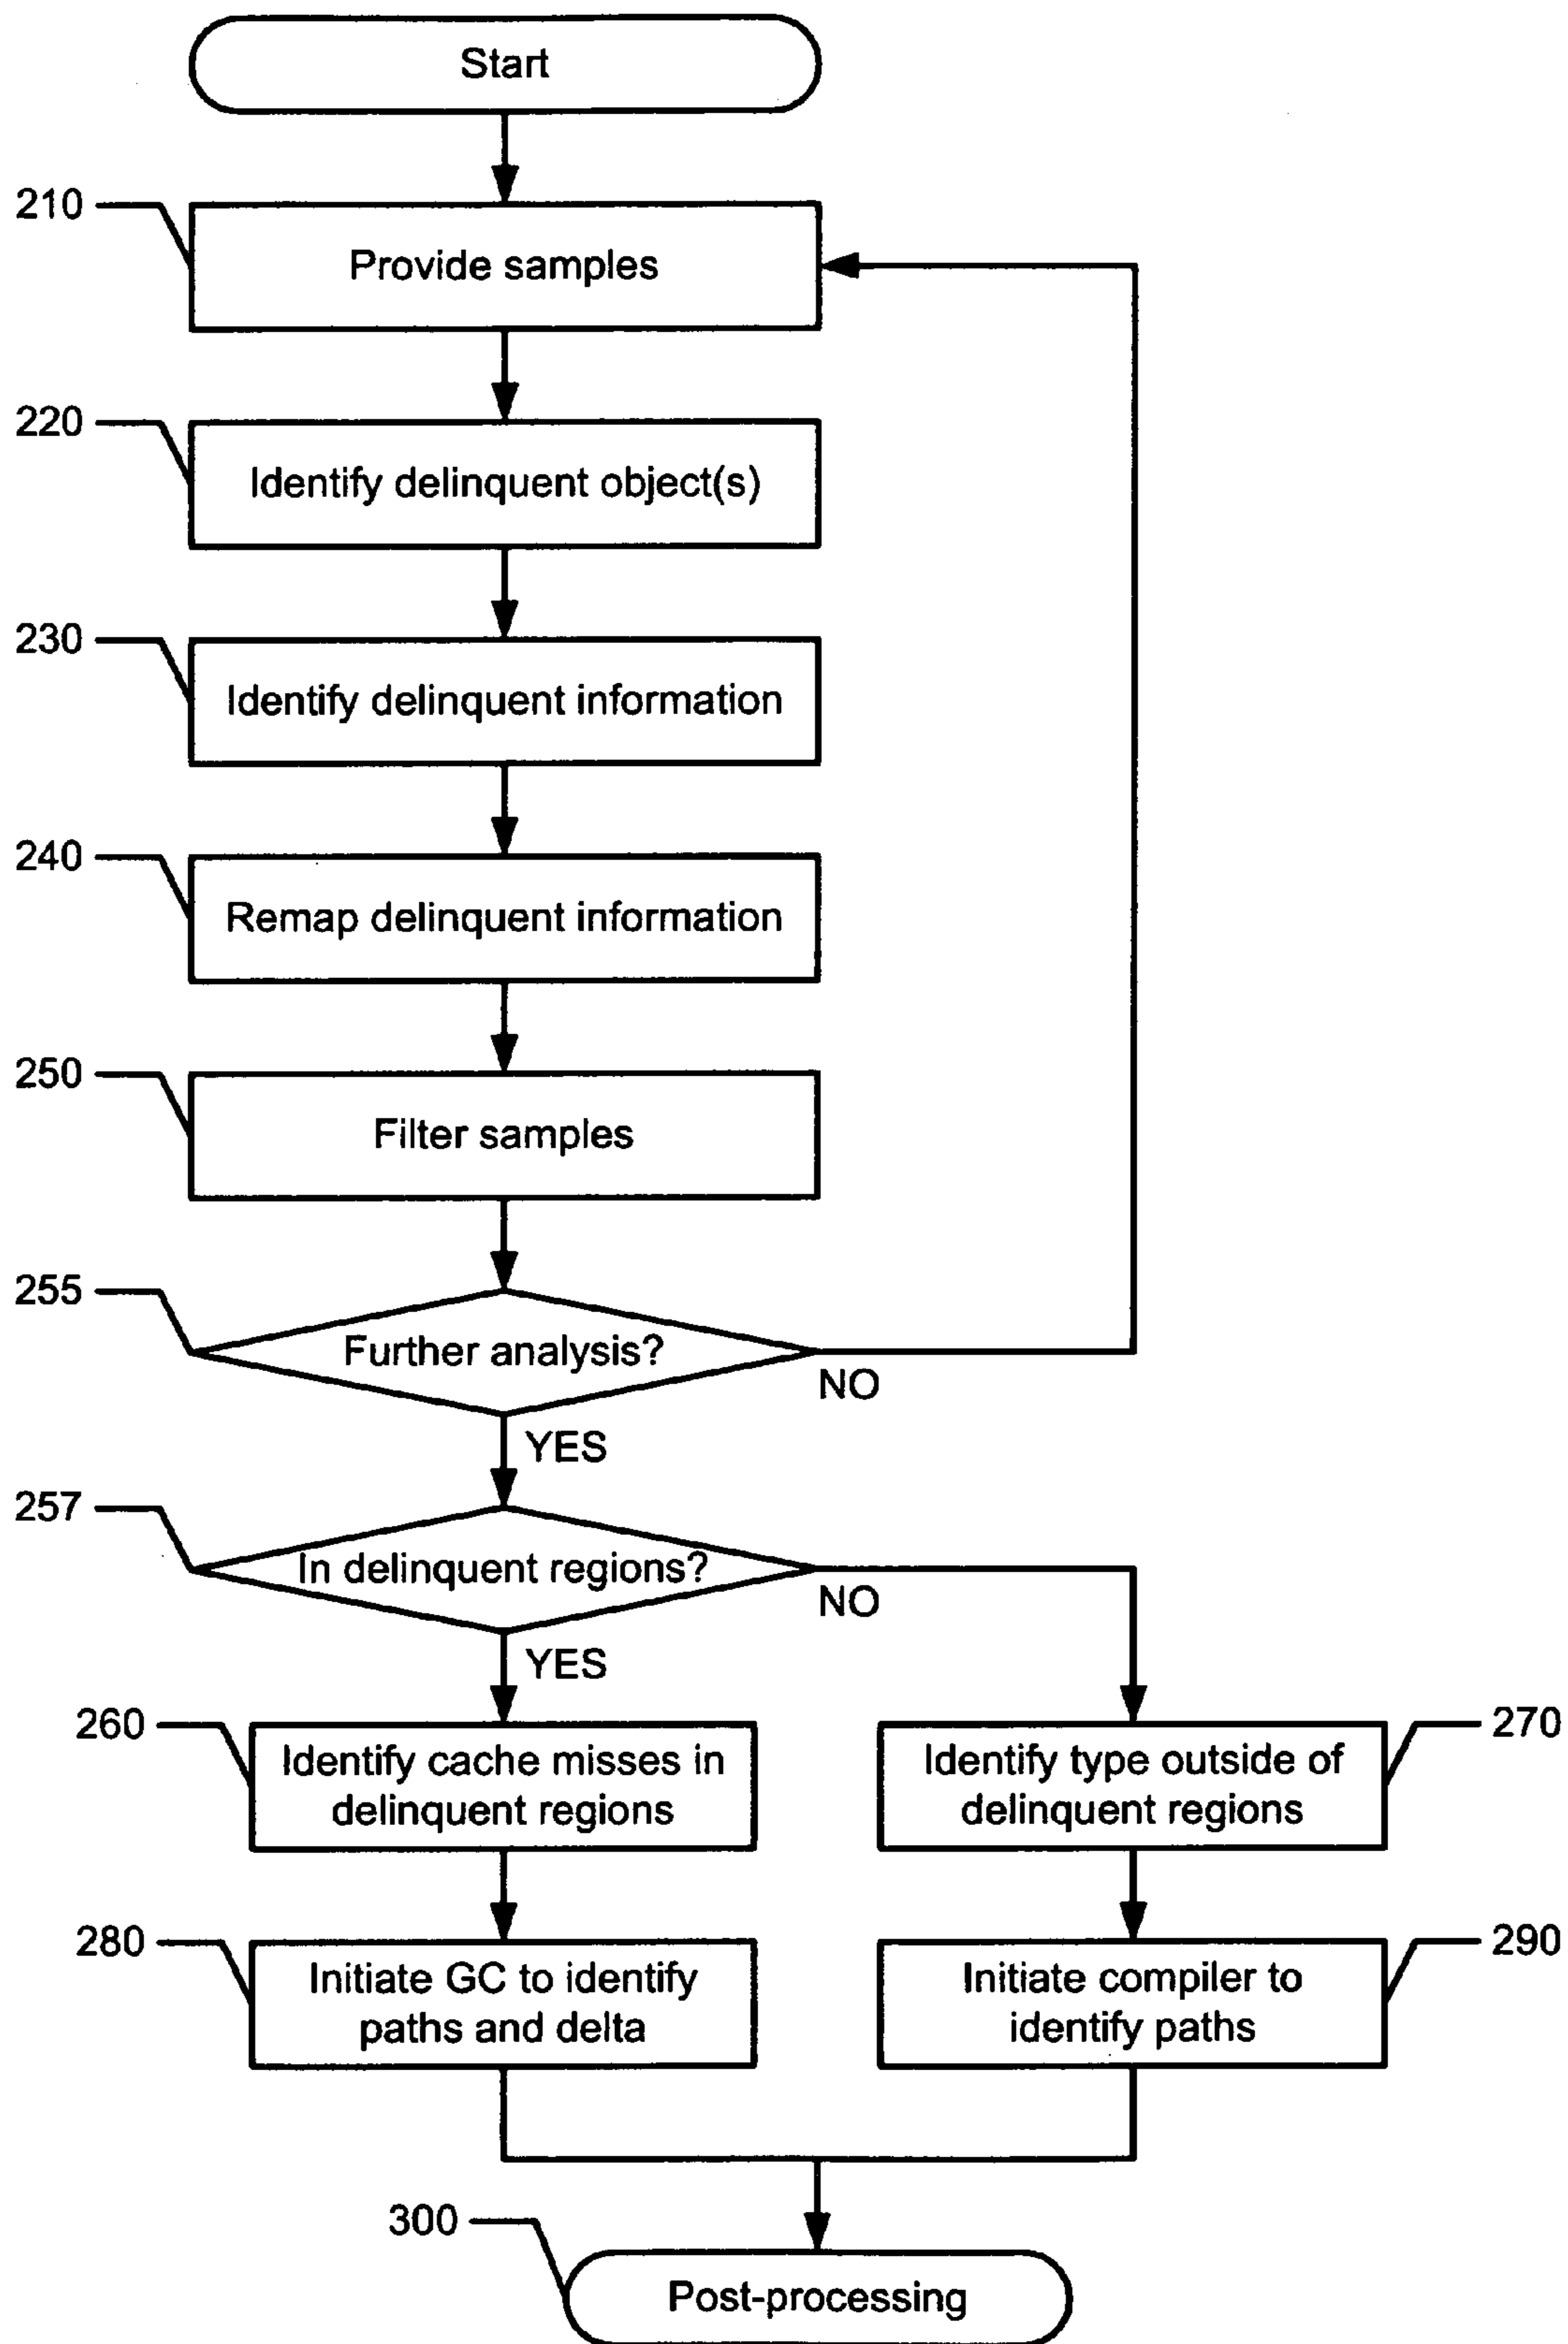 Start
210
Provide samples
220
Identify delinquent object(s)
230
Identify delinquent information
240
Remap delinquent information
250
Filter samples
255
Further analysis?
NO
YES
257
In delinquent regions?
NO
YES
260
Identify cache misses in
delinquent regions
270
Identify type outside of
delinquent regions
280
Initiate GC to identify
paths and delta
290
Initiate compiler to
identify paths
300
Post-processing